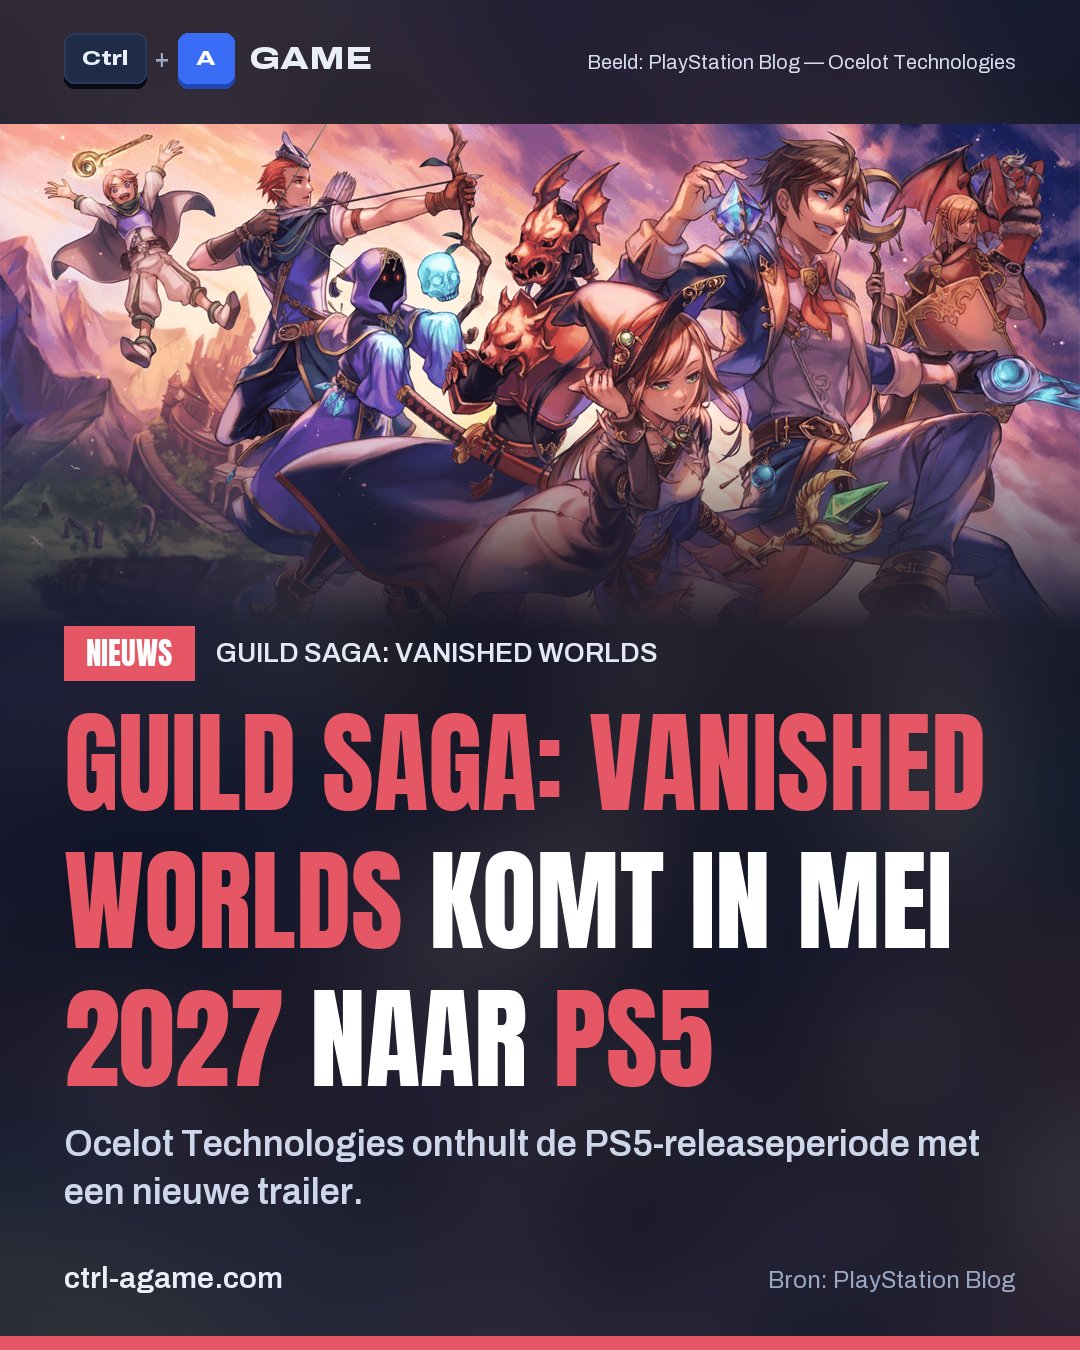 Ctrl + A GAME
Beeld: PlayStation Blog — Ocelot Technologies
NIEUWS
GUILD SAGA: VANISHED WORLDS
GUILD SAGA: VANISHED
WORLDS KOMT IN MEI
2027 NAAR PS5
Ocelot Technologies onthult de PS5-releaseperiode met
een nieuwe trailer.
ctrl-agame.com
Bron: PlayStation Blog